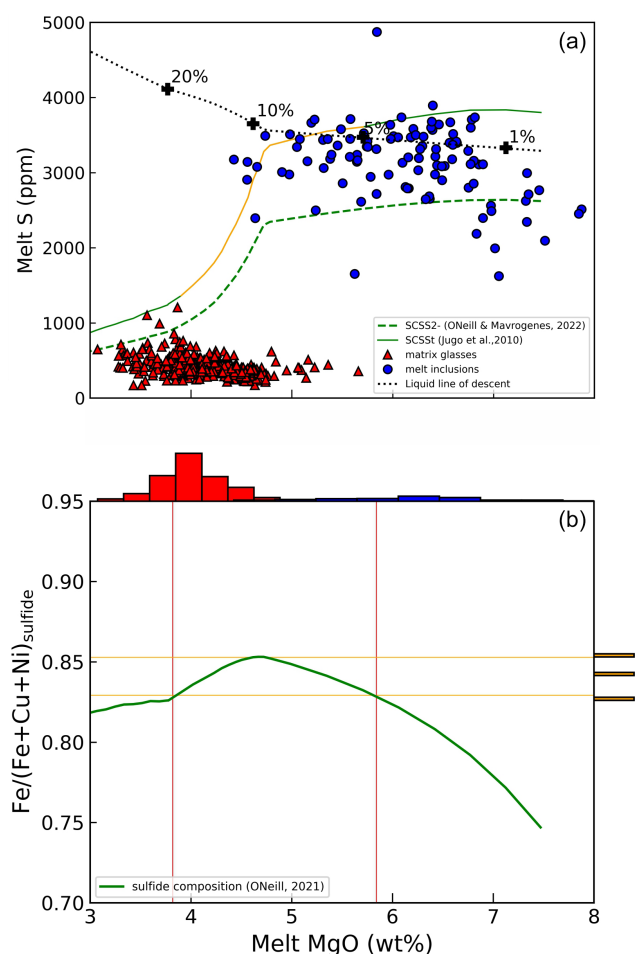 5000
4000
3000
2000
1000
0
Melt S (ppm)
(a)
20%
10%
5%
1%
SCSS2- (ONeill & Mavrogenes, 2022)
SCSSt (Jugo et al.,2010)
matrix glasses
melt inclusions
Liquid line of descent
(b)
0.95
0.90
0.85
0.80
0.75
0.70
Fe/(Fe+Cu+Ni)sulfide
sulfide composition (ONeill, 2021)
3 4 5 6 7 8
Melt MgO (wt%)